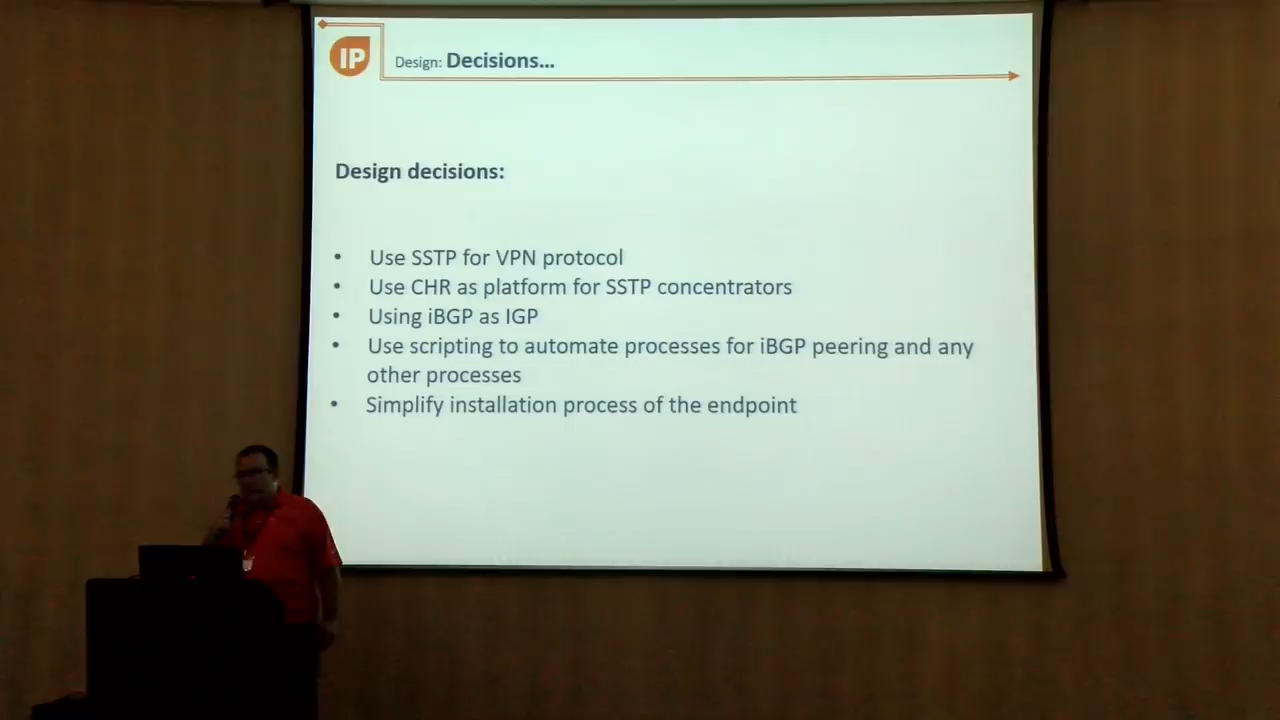 IP
Design: Decisions...
Design decisions:
• Use SSTP for VPN protocol
• Use CHR as platform for SSTP concentrators
• Using iBGP as IGP
• Use scripting to automate processes for iBGP peering and any
other processes
• Simplify installation process of the endpoint